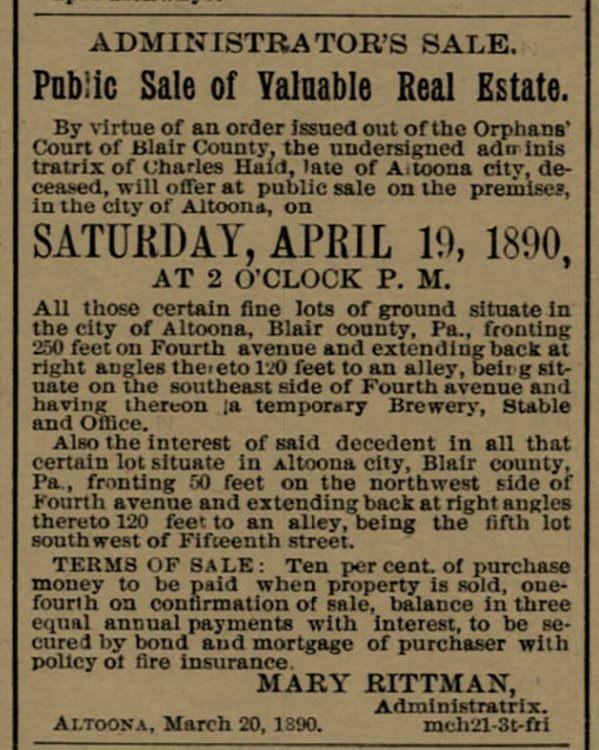 ADMINISTRATOR'S SALE.
Public Sale of Valuable Real Estate.
By virtue of an order issued out of the Orphans'
Court of Blair County, the undersigned adminis
tratrix of Charles Haid, late of Altoona city, de-
ceased, will offer at public sale on the premises,
in the city of Altoona, on
SATURDAY, APRIL 19, 1890,
AT 2 O'CLOCK P. M.
All those certain fine lots of ground situate in
the city of Altoona, Blair county, Pa., fronting
250 feet on Fourth avenue and extending back at
right angles thereto 120 feet to an alley, being sit-
uate on the southeast side of Fourth avenue and
having thereon a temporary Brewery, Stable
and Office.
Also the interest of said decedent in all that
certain lot situate in Altoona city, Blair county,
Pa., fronting 50 feet on the northwest side of
Fourth avenue and extending back at right angles
thereto 120 feet to an alley, being the fifth lot
southwest of Fifteenth street.
TERMS OF SALE: Ten per cent. of purchase
money to be paid when property is sold, one-
fourth on confirmation of sale, balance in three
equal annual payments with interest, to be se-
cured by bond and mortgage of purchaser with
policy of fire insurance.
MARY RITTMAN,
Administratrix.
ALTOONA, March 20, 1890. mch21-3t-fri